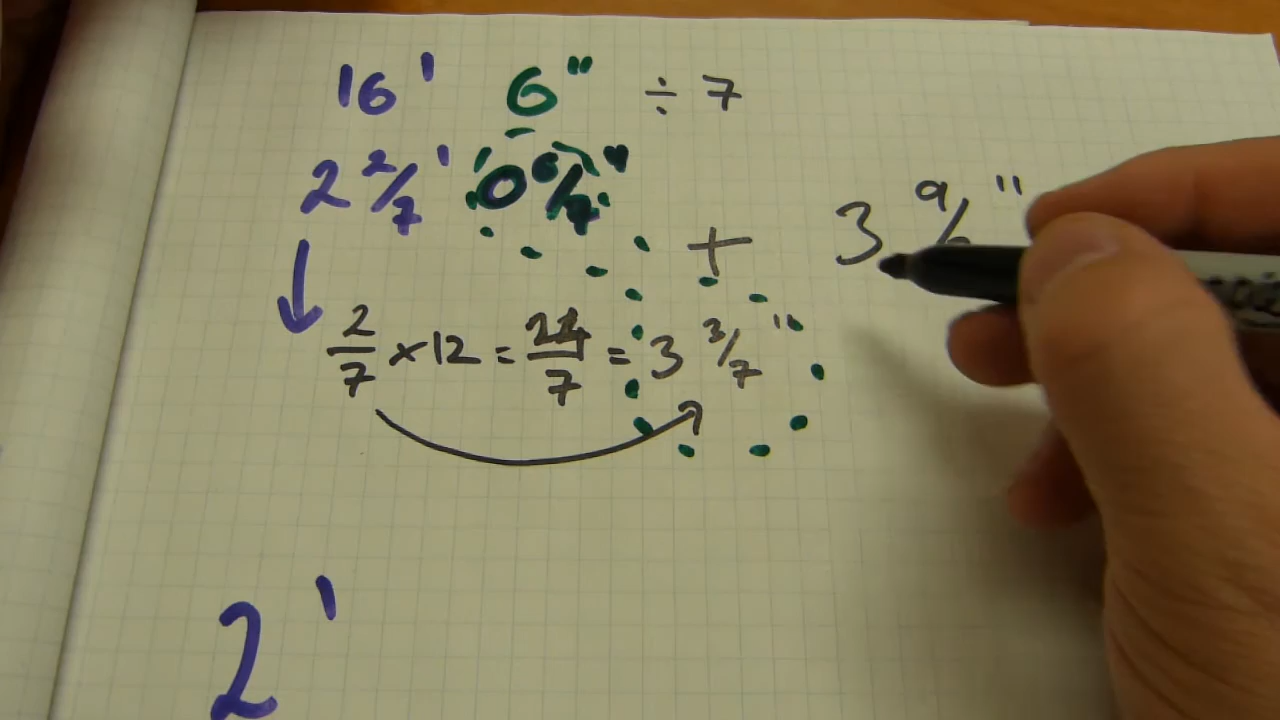 16' 6" ÷ 7
2 2/7' 0 6/7"
+ 3 9/
2/7 × 12 = 24/7 = 3 3/7"
2'